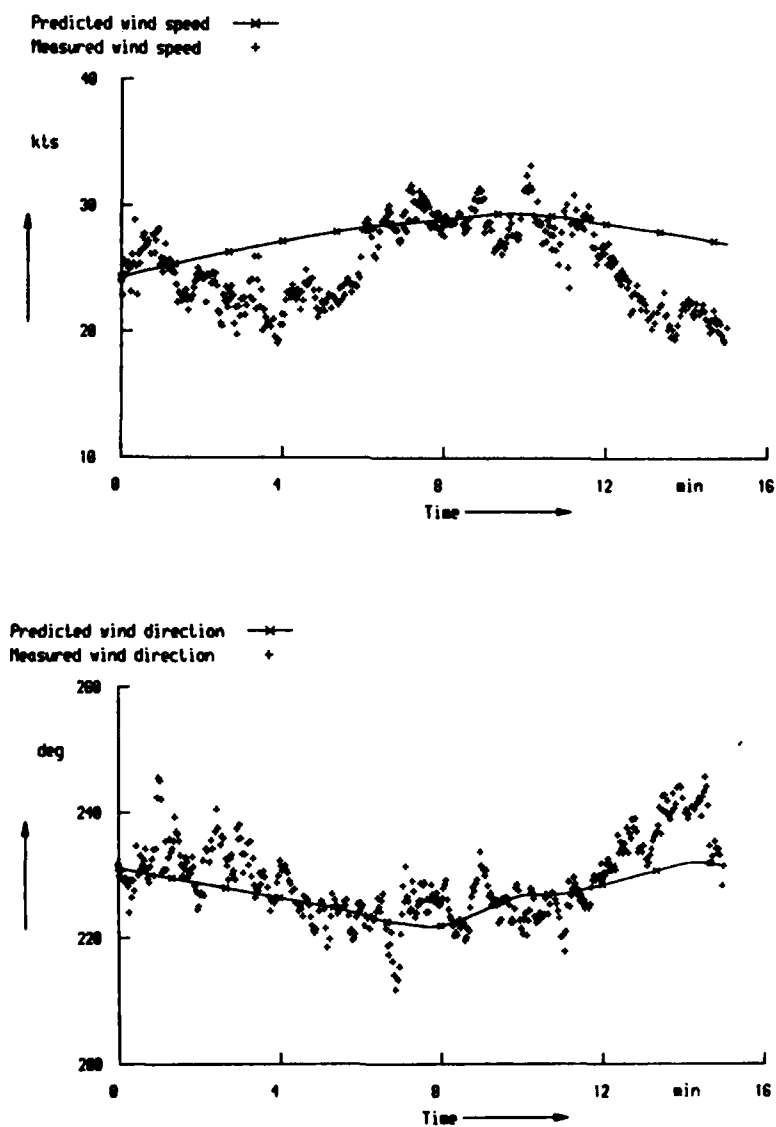 Predicted wind speed
Measured wind speed
40
kts
30
20
10
0 4 8 12 min 16
Time
Predicted wind direction
Measured wind direction
260
deg
240
220
200
0 4 8 12 min 16
Time